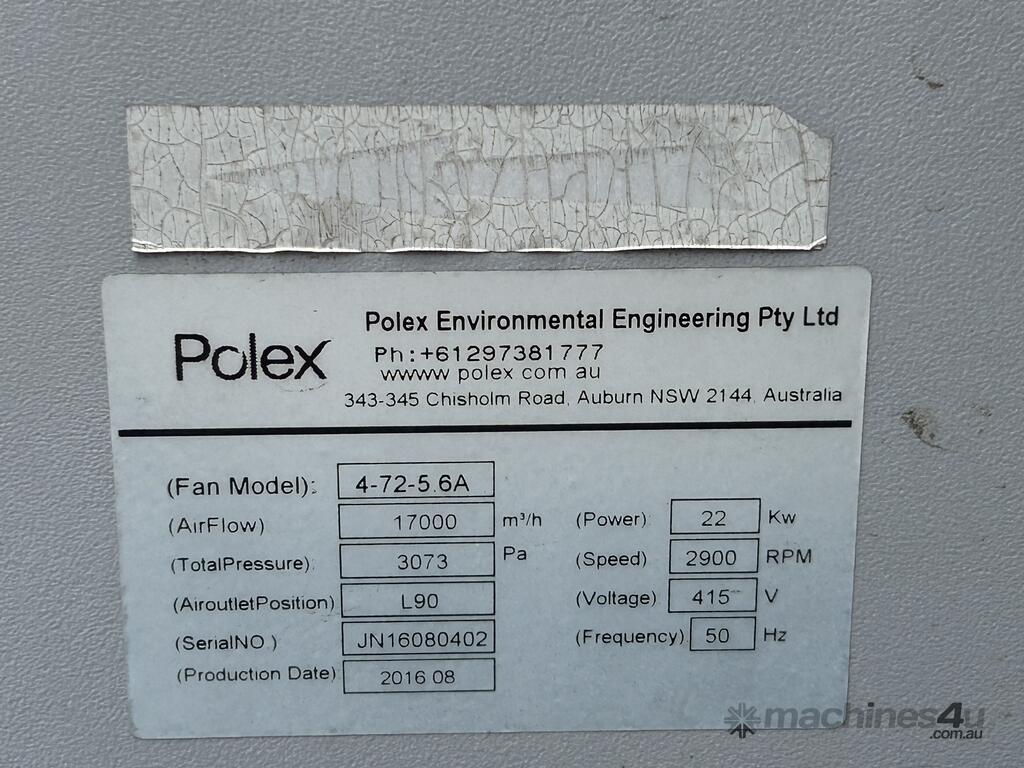 Polex
Polex Environmental Engineering Pty Ltd
Ph:+61297381777
wwww polex com au
343-345 Chisholm Road, Auburn NSW 2144, Australia
(Fan Model): 4-72-5.6A
(AirFlow) 17000 m³/h
(TotalPressure) 3073 Pa
(AiroutletPosition) L90
(SerialNO.) JN16080402
(Production Date) 2016 08
(Power) 22 Kw
(Speed) 2900 RPM
(Voltage) 415 V
(Frequency) 50 Hz
machines4u
.com.au